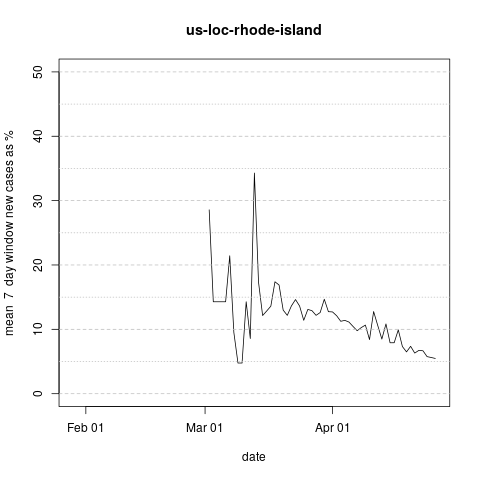 us-loc-rhode-island
mean 7 day window new cases as %
50
40
30
20
10
0
Feb 01
Mar 01
Apr 01
date